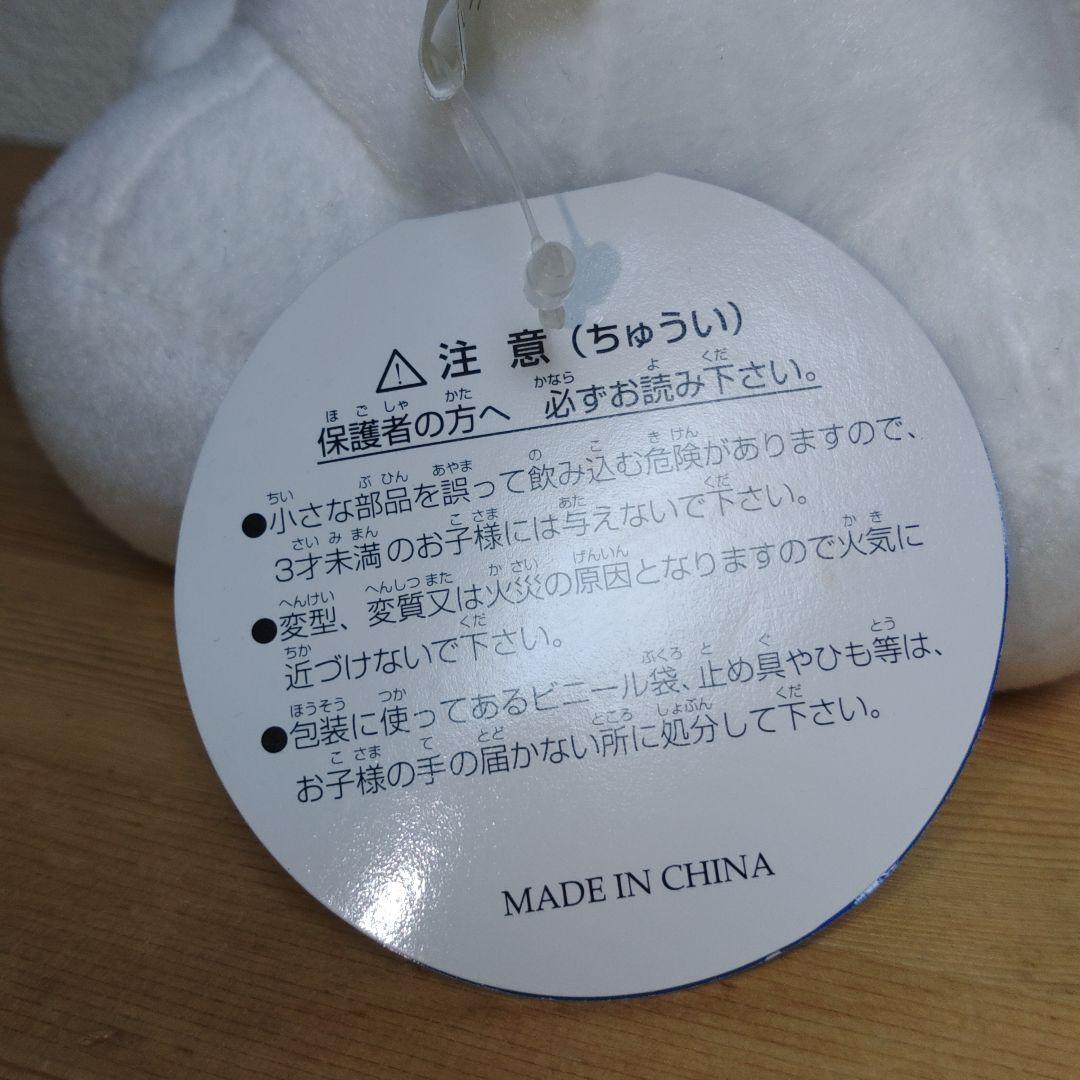 ⚠ 注 意（ちゅうい）
保護者の方へ 必ずお読み下さい。
●小さな部品を誤って飲み込む危険がありますので、
3才未満のお子様には与えないで下さい。
●変型、変質又は火災の原因となりますので火気に
近づけないで下さい。
●包装に使ってあるビニール袋、止め具やひも等は、
お子様の手の届かない所に処分して下さい。
MADE IN CHINA